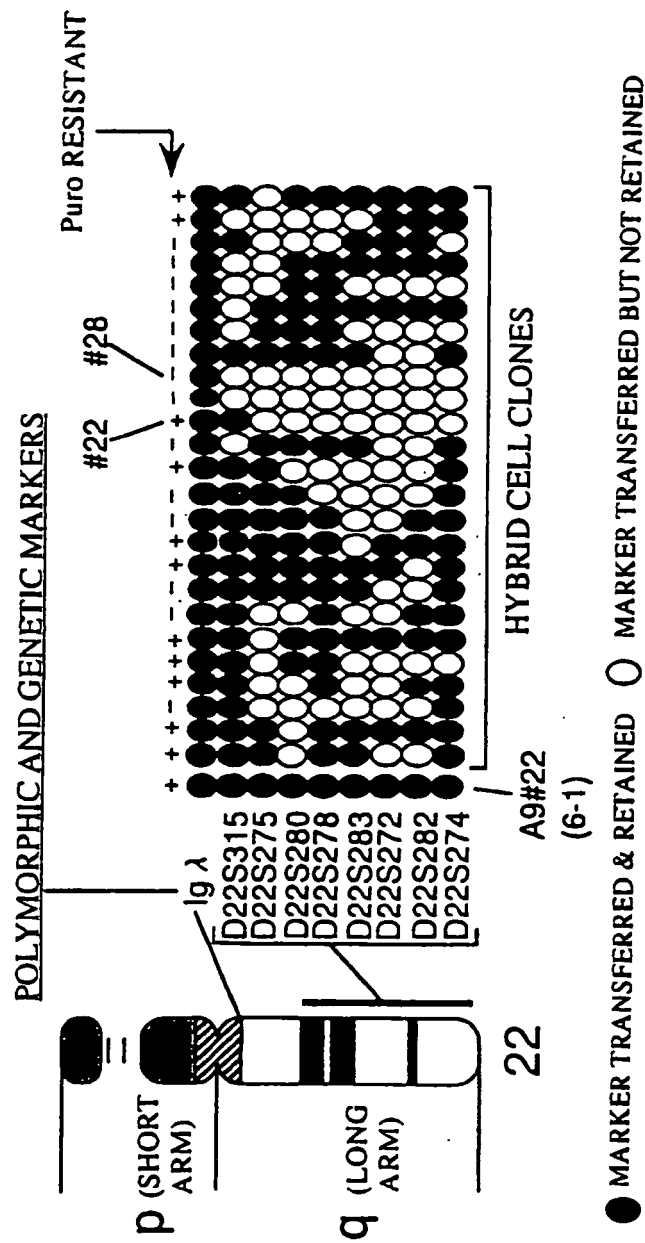 POLYMORPHIC AND GENETIC MARKERS
Puro RESISTANT
#22
#28
+ + + - + + + - - + + - - + - + - - - - - - - - + +
Ig λ
D22S315
D22S275
D22S280
D22S278
D22S283
D22S272
D22S282
D22S274
p (SHORT ARM)
q (LONG ARM)
22
A9#22
(6-1)
HYBRID CELL CLONES
MARKER TRANSFERRED & RETAINED
MARKER TRANSFERRED BUT NOT RETAINED